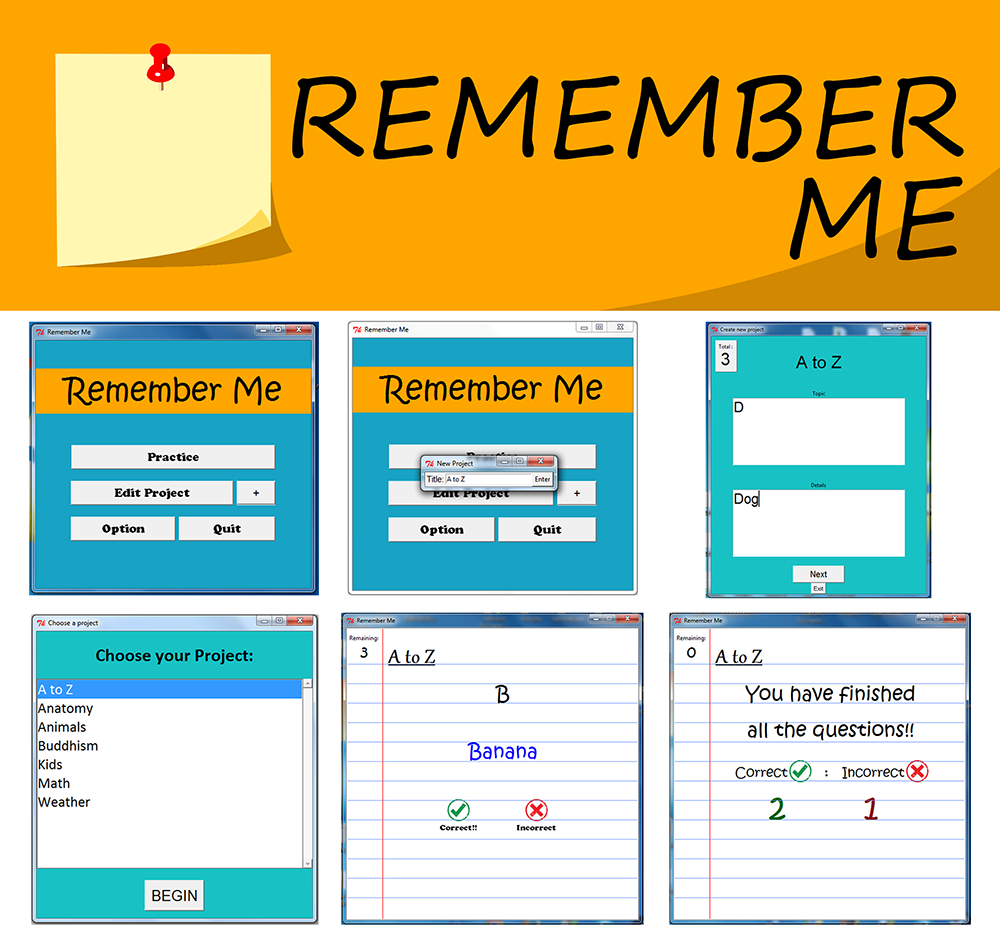 REMEMBER
ME
Remember Me
Remember Me
Practice
Edit Project +
Option Quit
Remember Me
Remember Me
New Project
Title: A to Z Enter
Edit Project +
Option Quit
Create new project
Total:
3
A to Z
Topic
D
Details
Dog
Next
Exit
Choose a project
Choose your Project:
A to Z
Anatomy
Animals
Buddhism
Kids
Math
Weather
BEGIN
Remember Me
Remaining:
3
A to Z
B
Banana
Correct!! Incorrect
Remember Me
Remaining:
0
A to Z
You have finished
all the questions!!
Correct : Incorrect
2 1